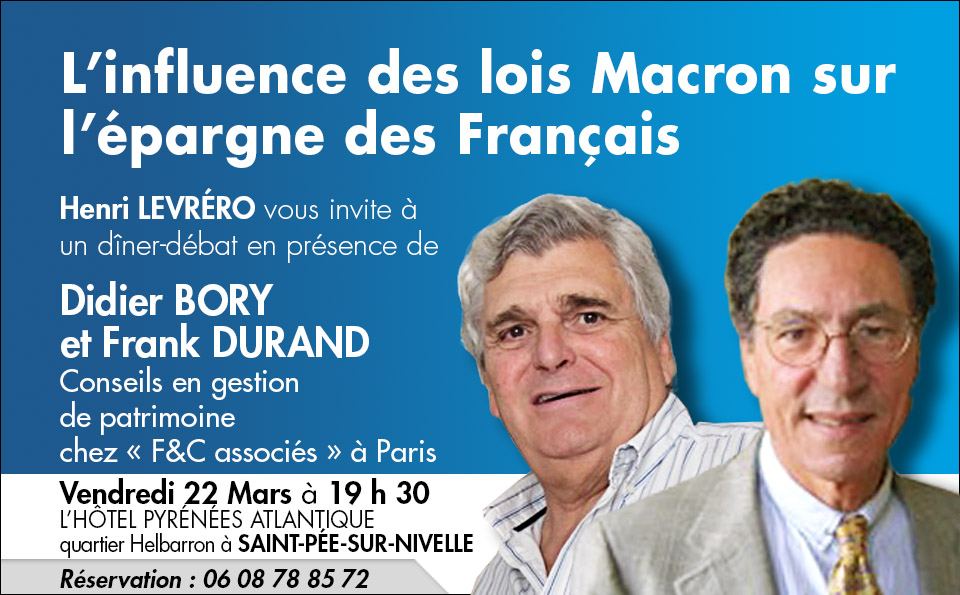 L'influence des lois Macron sur
l'épargne des Français
Henri LEVRÉRO vous invite à
un dîner-débat en présence de
Didier BORY
et Frank DURAND
Conseils en gestion
de patrimoine
chez « F&C associés » à Paris
Vendredi 22 Mars à 19 h 30
L'HÔTEL PYRÉNÉES ATLANTIQUE
quartier Helbarron à SAINT-PÉE-SUR-NIVELLE
Réservation : 06 08 78 85 72